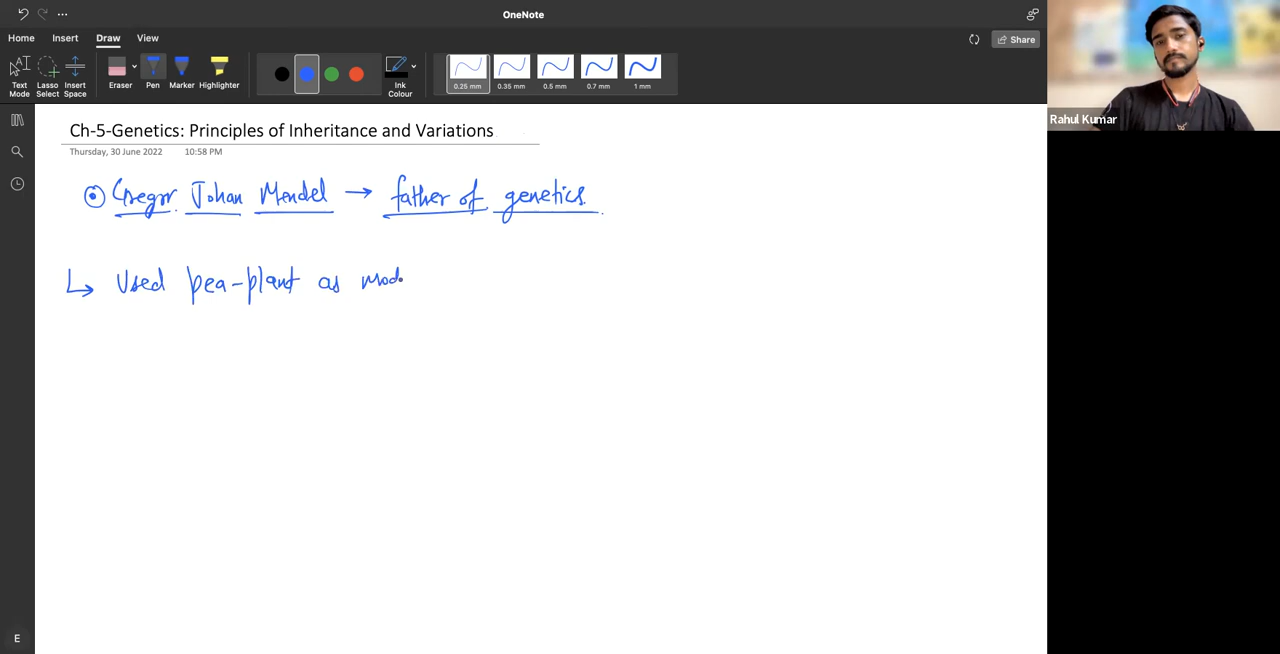 OneNote
Home Insert Draw View
Share
Text Mode
Lasso Select
Insert Space
Eraser
Pen
Marker
Highlighter
Ink Colour
0.25 mm 0.35 mm 0.5 mm 0.7 mm 1 mm
Rahul Kumar
Ch-5-Genetics: Principles of Inheritance and Variations
Thursday, 30 June 2022 10:58 PM
Gregor Johan Mendel → father of genetics.
↳ Used pea-plant as mod
E